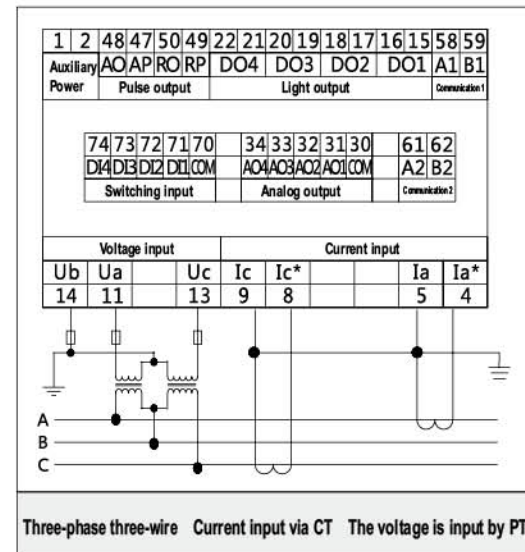 1 2 48 47 50 49 22 21 20 19 18 17 16 15 58 59
Auxiliary Power AO AP RO RP DO4 DO3 DO2 DO1 A1 B1
Pulse output Light output Communication 1
74 73 72 71 70 34 33 32 31 30 61 62
DI4 DI3 DI2 DI1 COM AO4 AO3 AO2 AO1 COM A2 B2
Switching input Analog output Communication 2
Voltage input Current input
Ub Ua Uc Ic Ic* Ia Ia*
14 11 13 9 8 5 4
A
B
C
Three-phase three-wire Current input via CT The voltage is input by PT